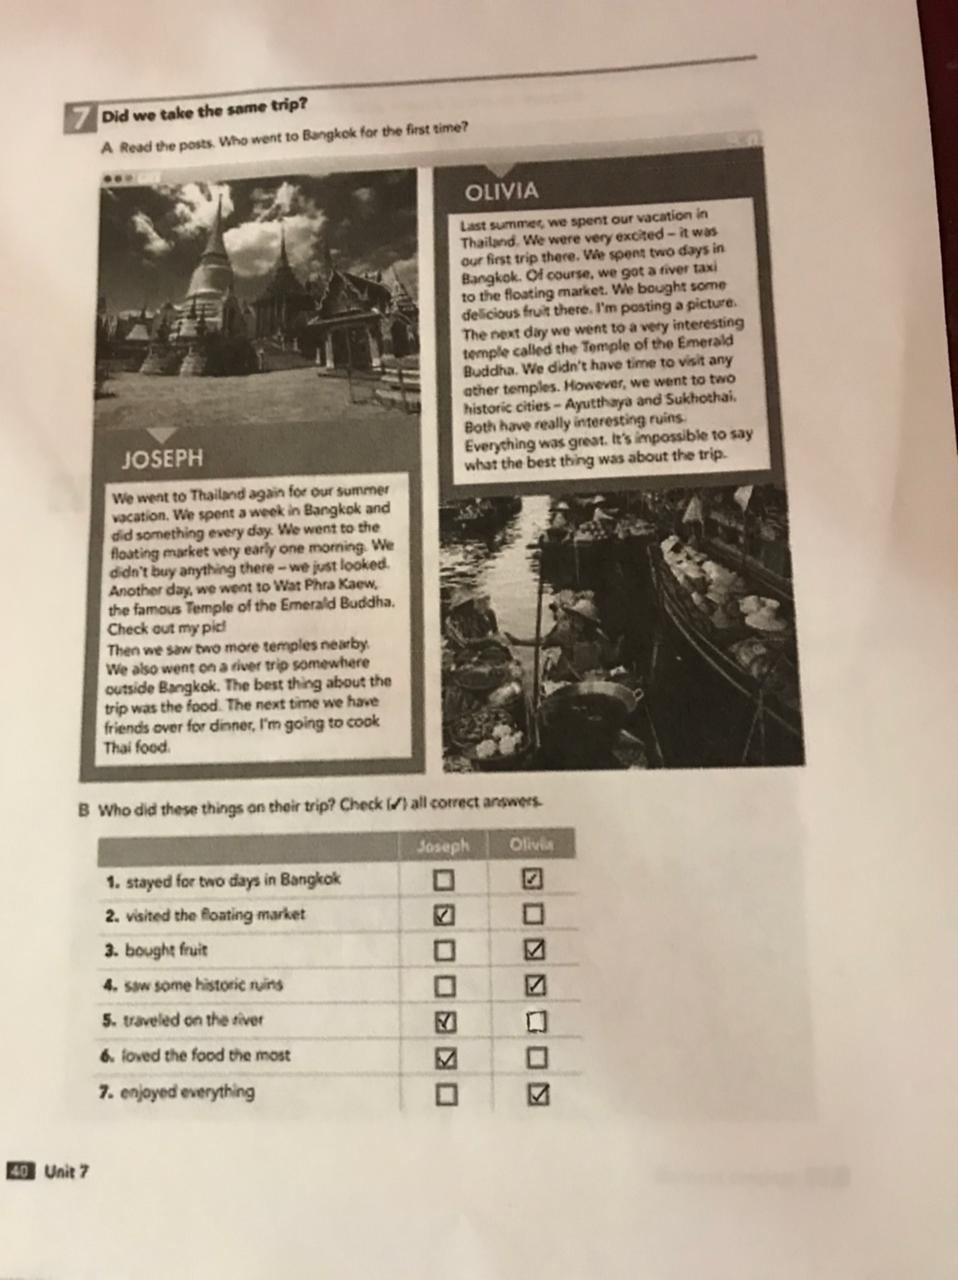 7 Did we take the same trip?
A Read the posts. Who went to Bangkok for the first time?
OLIVIA
Last summer, we spent our vacation in
Thailand. We were very excited – it was
our first trip there. We spent two days in
Bangkok. Of course, we got a river taxi
to the floating market. We bought some
delicious fruit there. I'm posting a picture.
The next day we went to a very interesting
temple called the Temple of the Emerald
Buddha. We didn't have time to visit any
other temples. However, we went to two
historic cities – Ayutthaya and Sukhothai.
Both have really interesting ruins.
Everything was great. It's impossible to say
what the best thing was about the trip.
JOSEPH
We went to Thailand again for our summer
vacation. We spent a week in Bangkok and
did something every day. We went to the
floating market very early one morning. We
didn't buy anything there – we just looked.
Another day, we went to Wat Phra Kaew,
the famous Temple of the Emerald Buddha.
Check out my pic!
Then we saw two more temples nearby.
We also went on a river trip somewhere
outside Bangkok. The best thing about the
trip was the food. The next time we have
friends over for dinner, I'm going to cook
Thai food.
B Who did these things on their trip? Check (✓) all correct answers.
Joseph Olivia
1. stayed for two days in Bangkok ☐ ☑
2. visited the floating market ☑ ☐
3. bought fruit ☐ ☑
4. saw some historic ruins ☐ ☑
5. traveled on the river ☑ ☐
6. loved the food the most ☑ ☐
7. enjoyed everything ☐ ☑
40 Unit 7